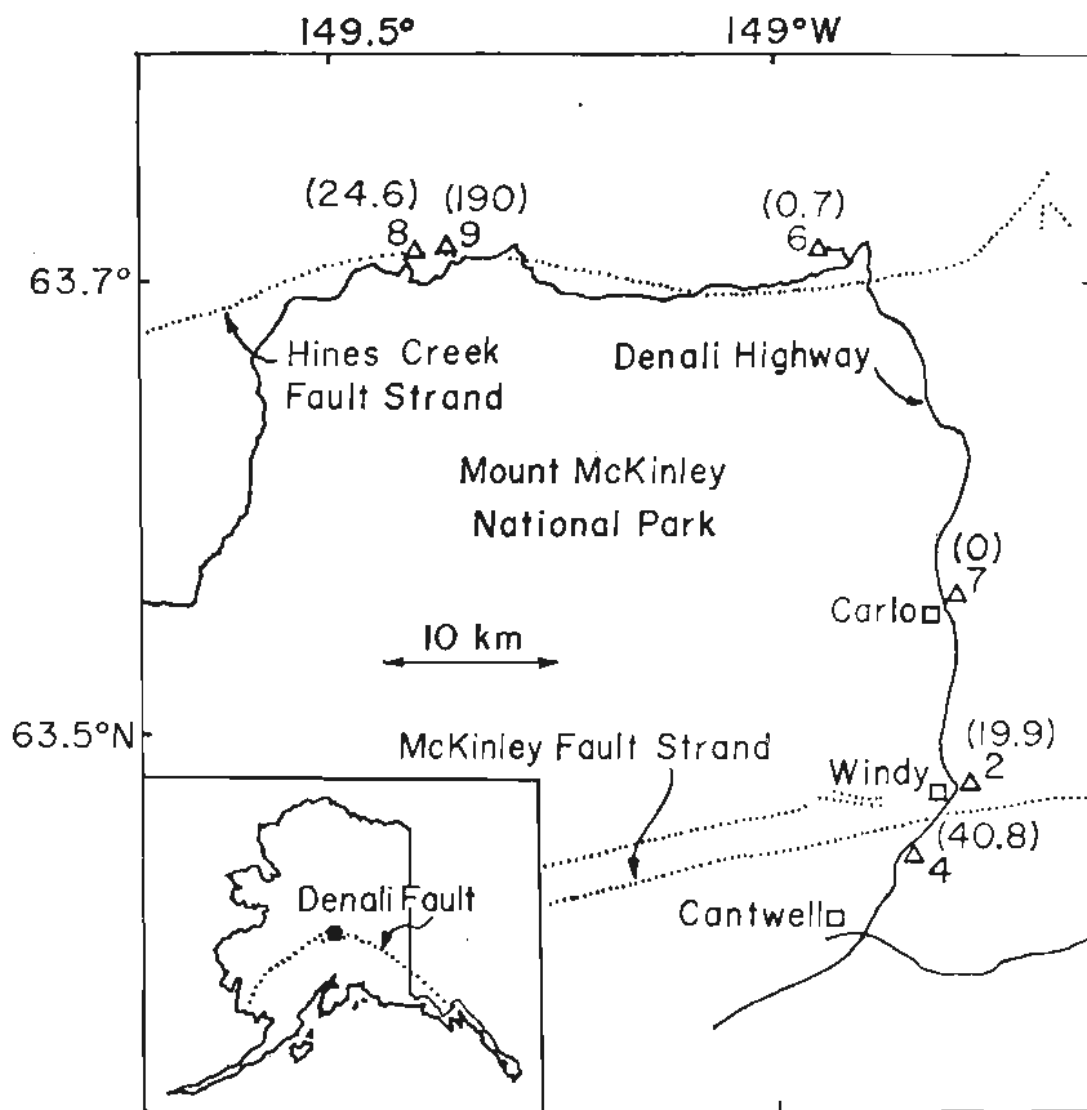 149.5°
149°W
(24.6)
(190)
(0.7)
8
9
6
63.7°
Hines Creek
Fault Strand
Denali Highway
Mount McKinley
National Park
(0)
7
Carlo
10 km
63.5°N
McKinley Fault Strand
(19.9)
Windy
2
(40.8)
4
Cantwell
Denali Fault